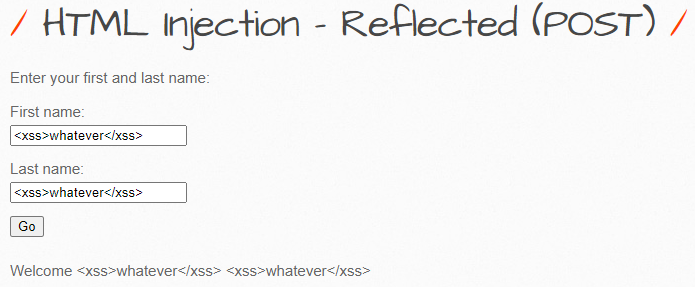 / HTML Injection - Reflected (POST) /
Enter your first and last name:
First name:
<xss>whatever</xss>
Last name:
<xss>whatever</xss>
Go
Welcome <xss>whatever</xss> <xss>whatever</xss>